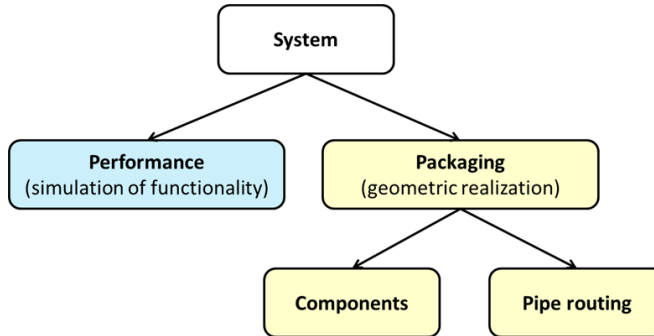 System
Performance
(simulation of functionality)
Packaging
(geometric realization)
Components
Pipe routing